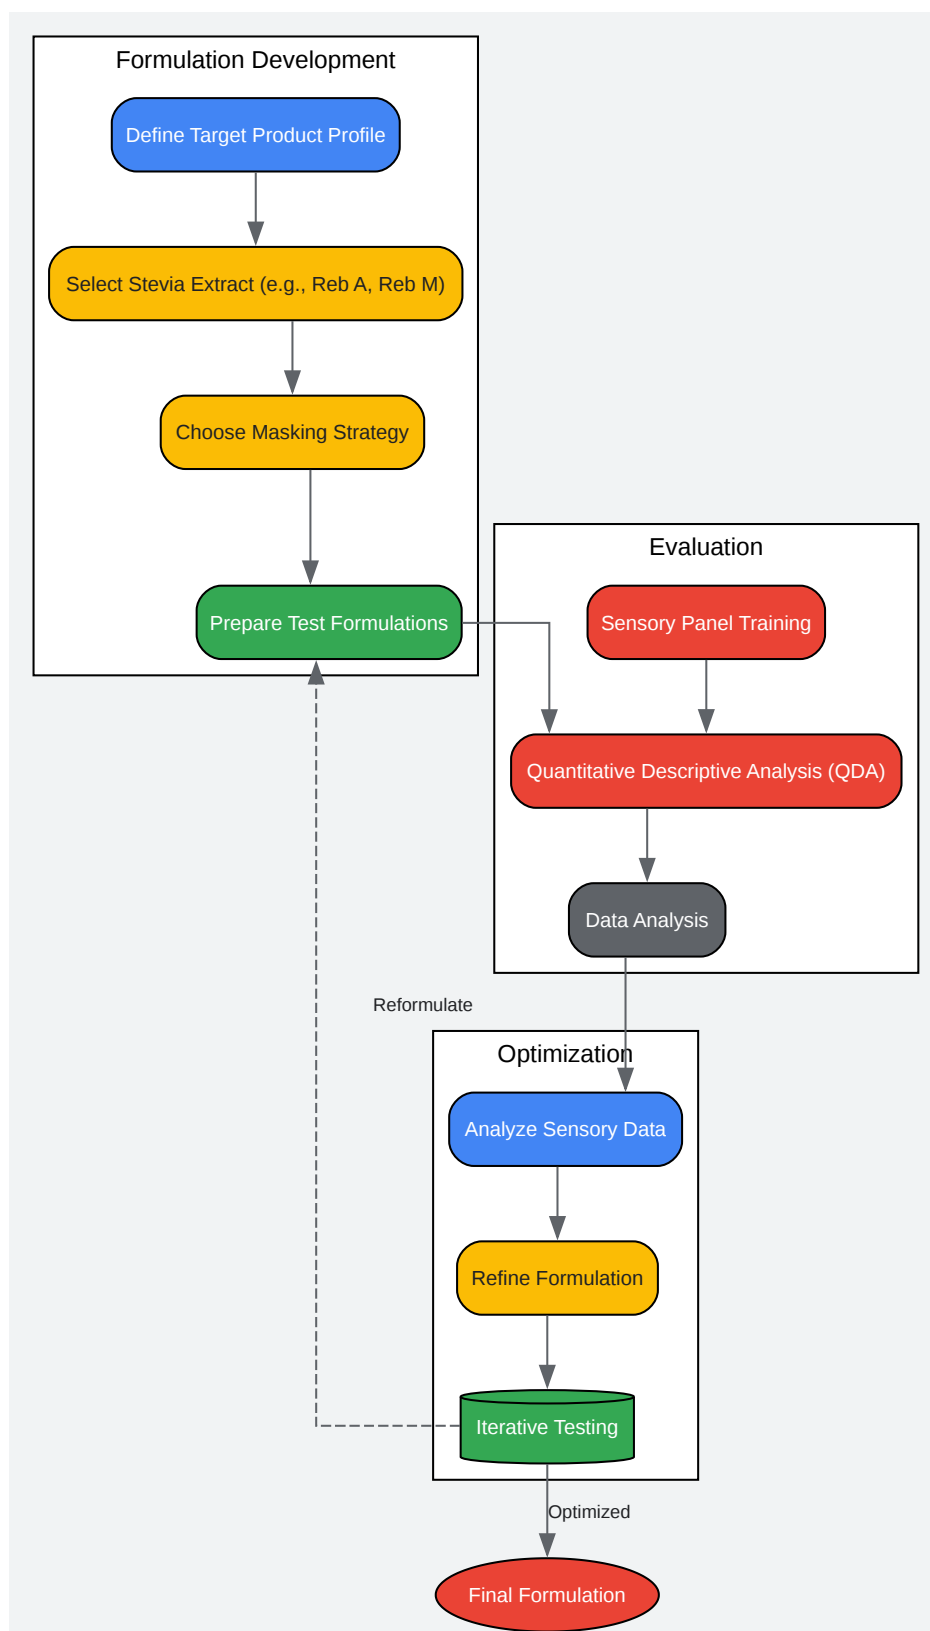 Formulation Development
Define Target Product Profile
Select Stevia Extract (e.g., Reb A, Reb M)
Choose Masking Strategy
Prepare Test Formulations
Evaluation
Sensory Panel Training
Quantitative Descriptive Analysis (QDA)
Data Analysis
Reformulate
Optimization
Analyze Sensory Data
Refine Formulation
Iterative Testing
Optimized
Final Formulation